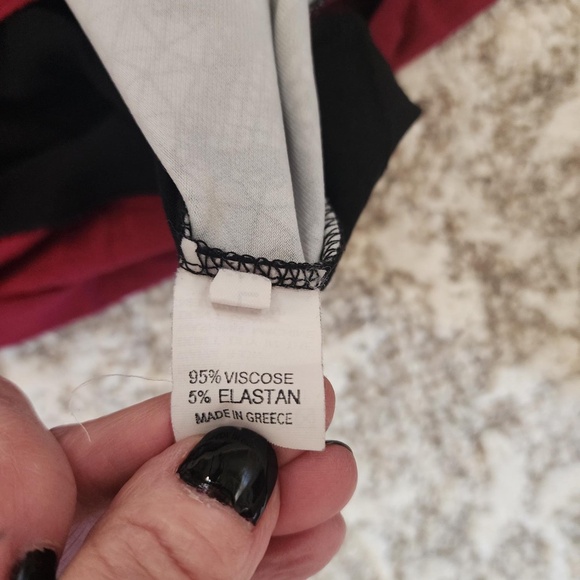 95% VISCOSE
5% ELASTAN
MADE IN GREECE